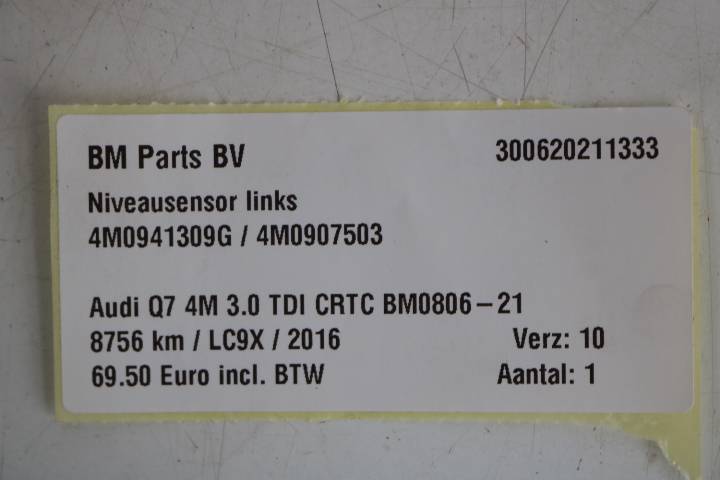 BM Parts BV 300620211333
Niveausensor links
4M0941309G / 4M0907503
Audi Q7 4M 3.0 TDI CRTC BM0806-21
8756 km / LC9X / 2016 Verz: 10
69.50 Euro incl. BTW Aantal: 1